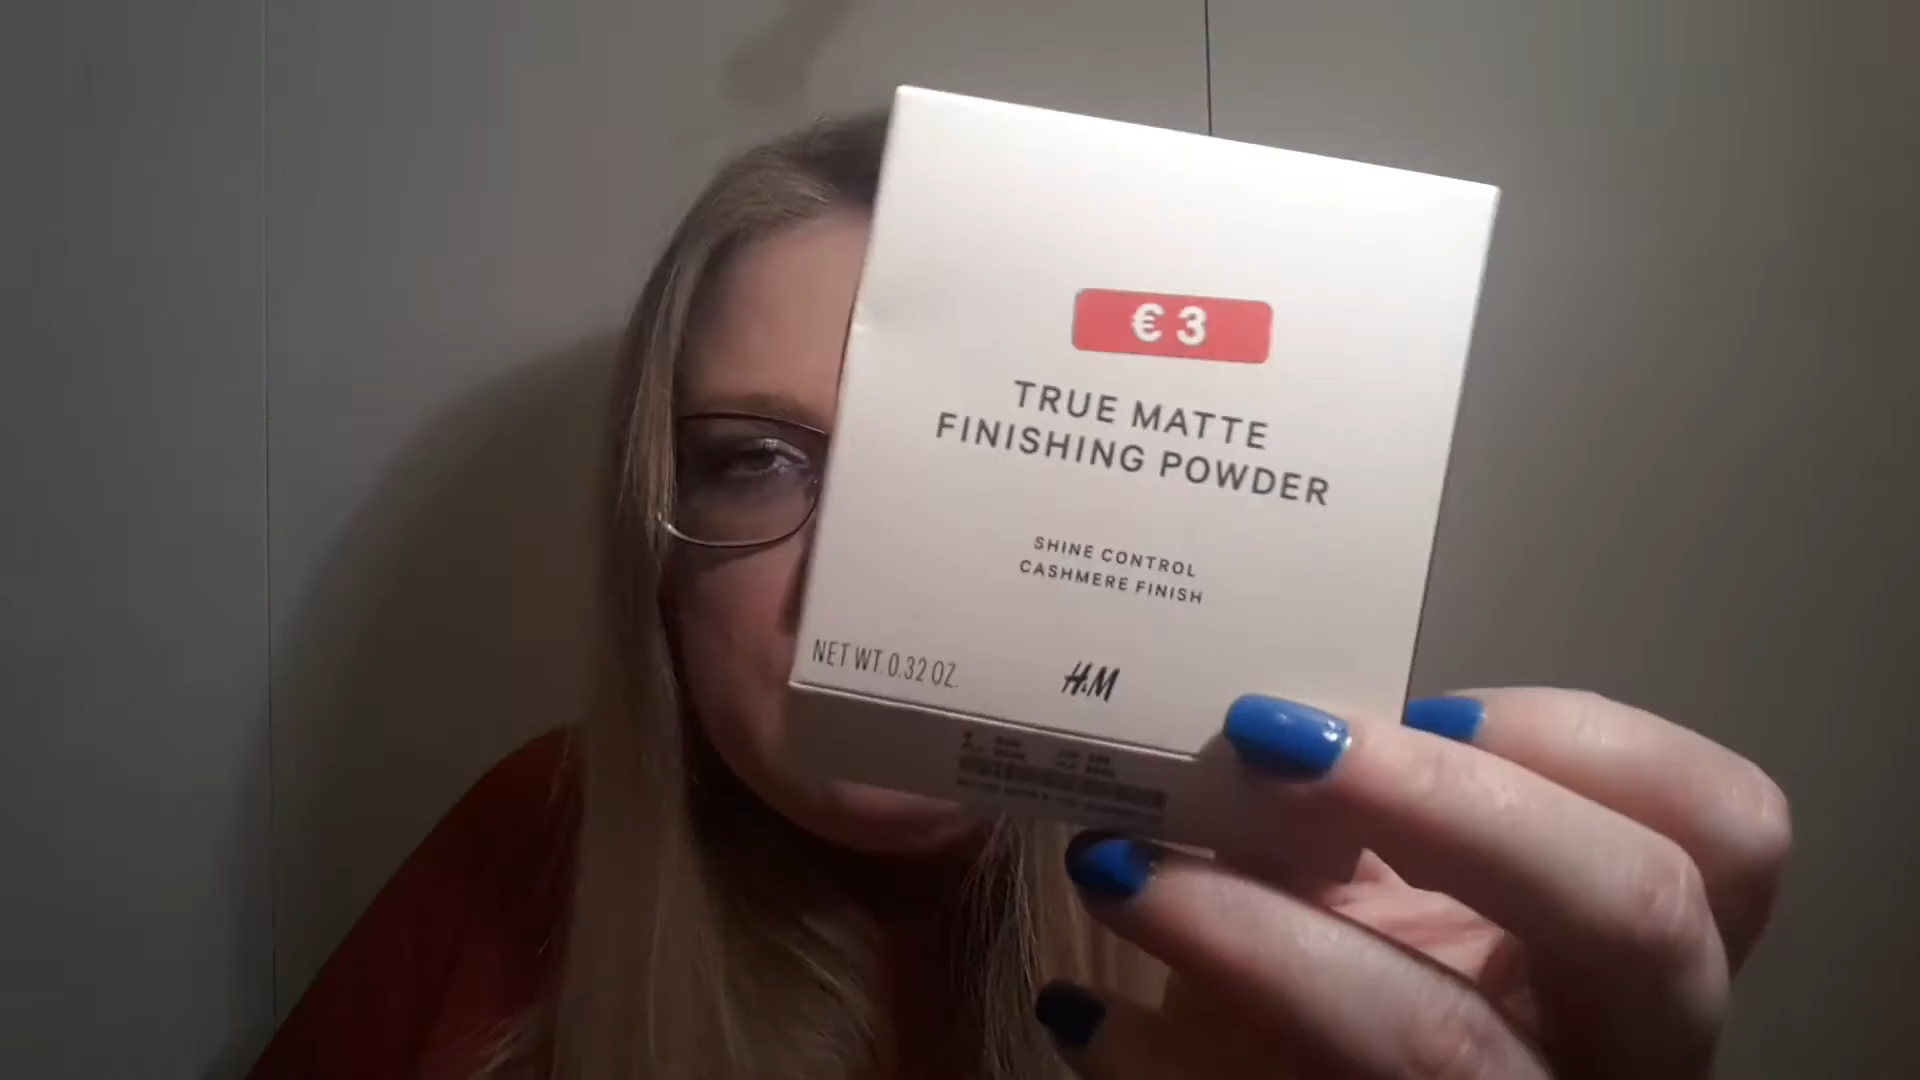 € 3
TRUE MATTE
FINISHING POWDER
SHINE CONTROL
CASHMERE FINISH
NET WT. 0.32 OZ.
H&M